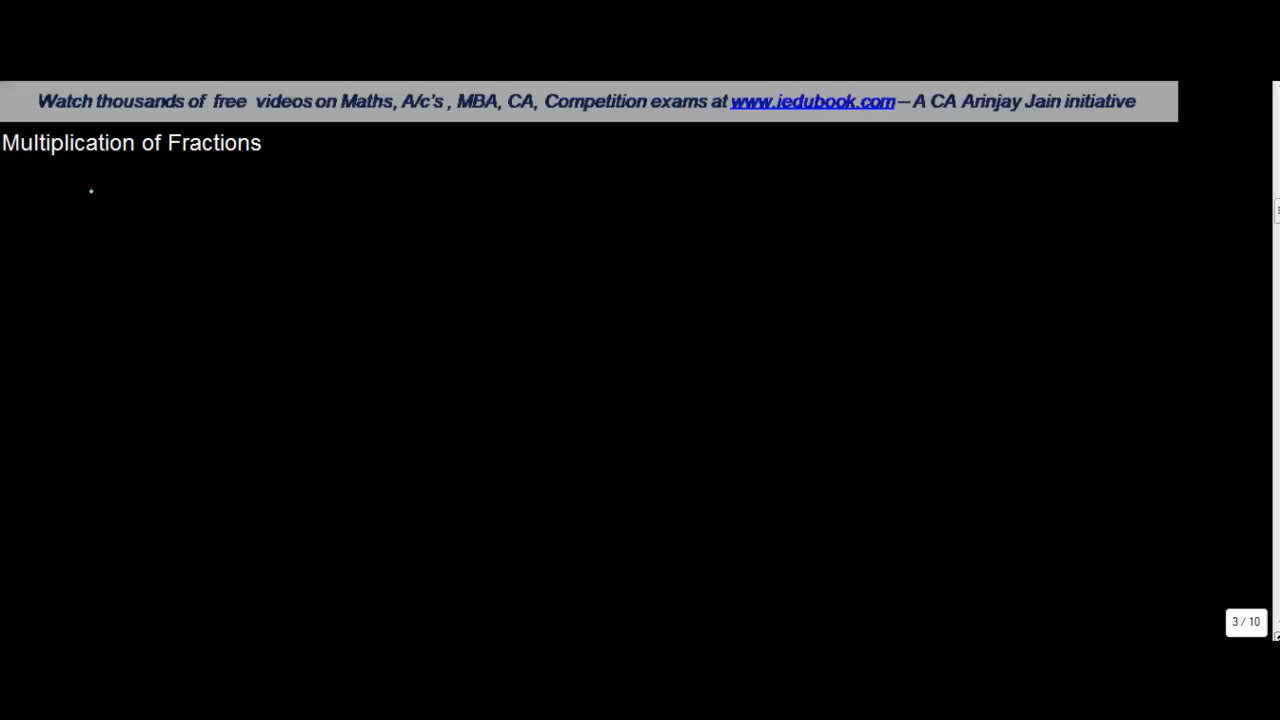 Watch thousands of free videos on Maths, A/c's , MBA, CA, Competition exams at www.iedubook.com – A CA Arinjay Jain initiative
Multiplication of Fractions
3 / 10